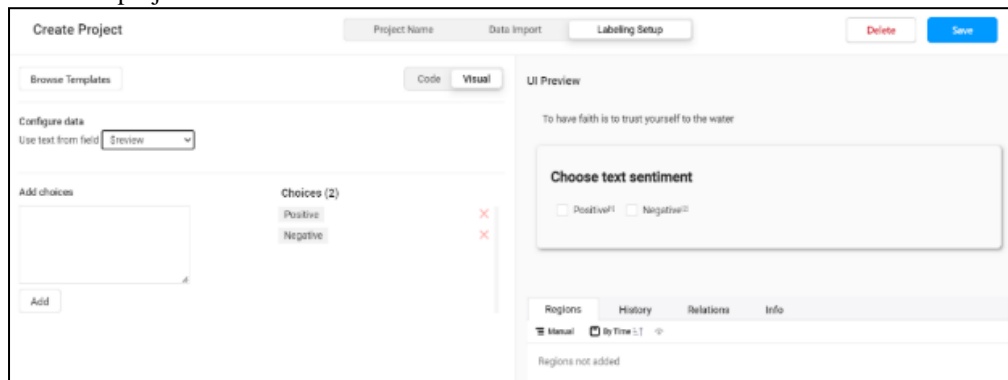 Create Project
Project Name
Data Import
Labeling Setup
Delete
Save
Browse Templates
Code
Visual
Configure data
Use text from field $review
Add choices
Choices (2)
Positive
Negative
Add
UI Preview
To have faith is to trust yourself to the water
Choose text sentiment
Positive[1] Negative[2]
Regions
History
Relations
Info
Manual
By Time
Regions not added